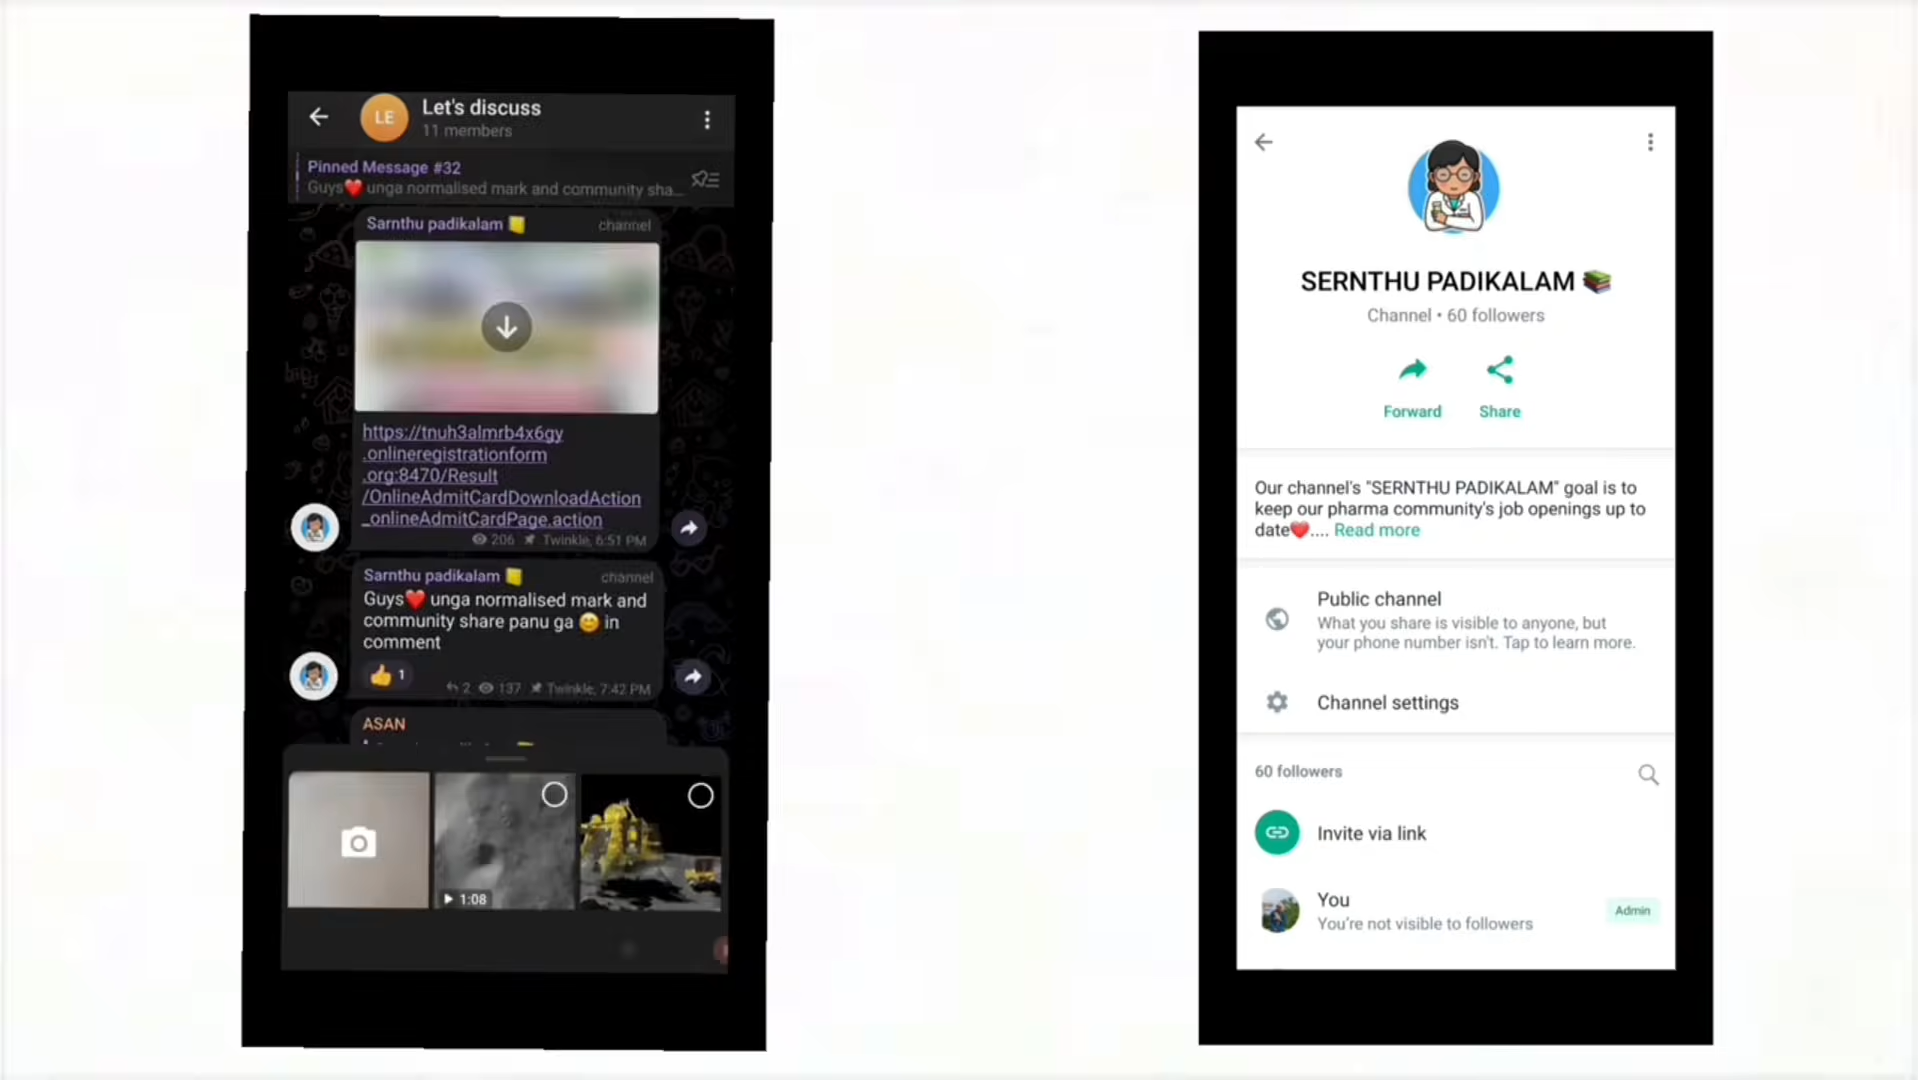 LE
Let's discuss
11 members
Pinned Message #32
Guys❤️ unga normalised mark and community sha...
Sarnthu padikalam 📒 channel
https://tnuh3almrb4x6gy
.onlineregistrationform
.org:8470/Result
/OnlineAdmitCardDownloadAction
_onlineAdmitCardPage.action
206 Twinkle, 6:51 PM
Sarnthu padikalam 📒 channel
Guys❤️ unga normalised mark and
community share panu ga 😊 in
comment
👍 1
2 137 Twinkle, 7:42 PM
ASAN
1:08
SERNTHU PADIKALAM 📚
Channel • 60 followers
Forward Share
Our channel's "SERNTHU PADIKALAM" goal is to
keep our pharma community's job openings up to
date❤️.... Read more
Public channel
What you share is visible to anyone, but
your phone number isn't. Tap to learn more.
Channel settings
60 followers
Invite via link
You
You're not visible to followers
Admin